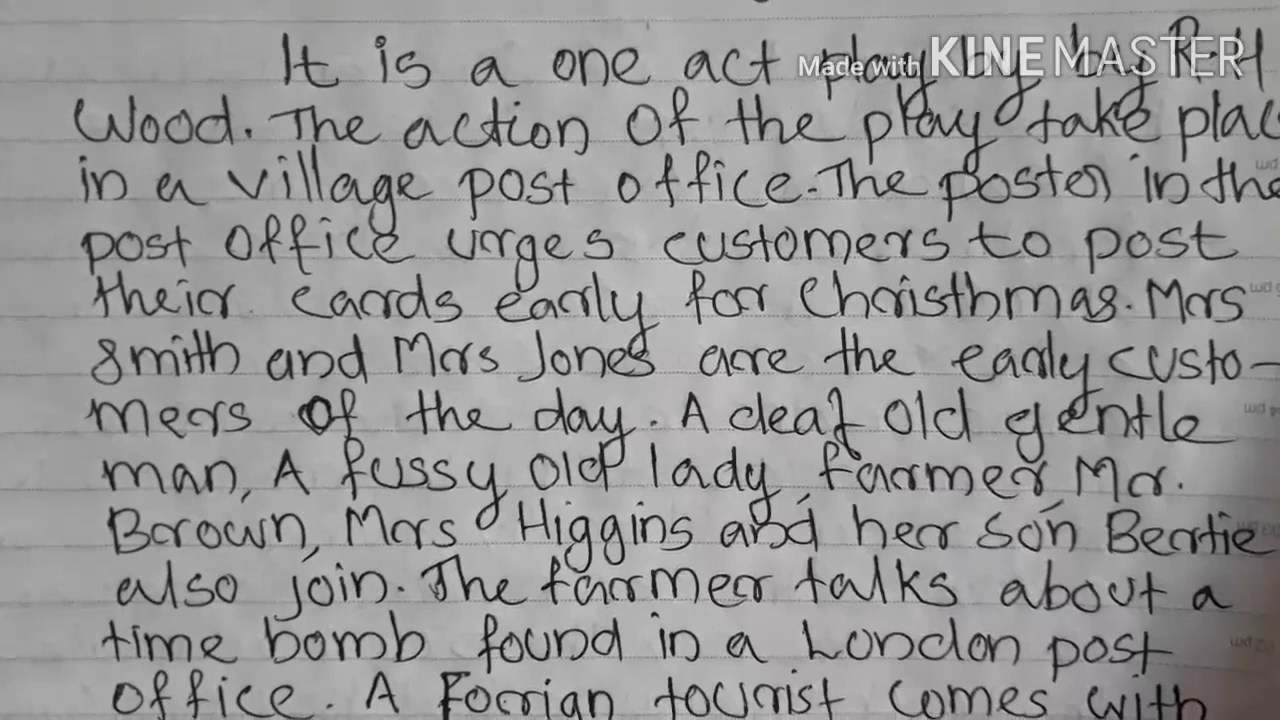 Made with KINEMASTER
It is a one act play by by R.H
Wood. The action Of the play take plac
in a village post office. The poster in the
post Office urges customers to post
their cards early for Christhmas. Mrs
Smith and Mrs Jones are the early custo-
mers Of the day. A deaf Old gentle
man, A fussy Old lady, farmer, Mr.
Brown, Mrs Higgins and her Son Beartie
also join. The farmer talks about a
time bomb found in a London post
office. A Forrian tourist comes with